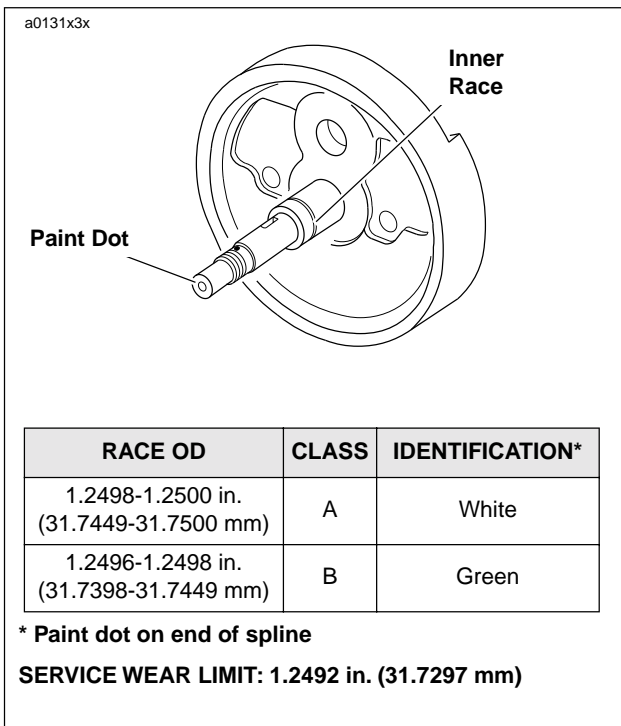 a0131x3x
Inner
Race
Paint Dot
RACE OD CLASS IDENTIFICATION*
1.2498-1.2500 in.
(31.7449-31.7500 mm) A White
1.2496-1.2498 in.
(31.7398-31.7449 mm) B Green
* Paint dot on end of spline
SERVICE WEAR LIMIT: 1.2492 in. (31.7297 mm)